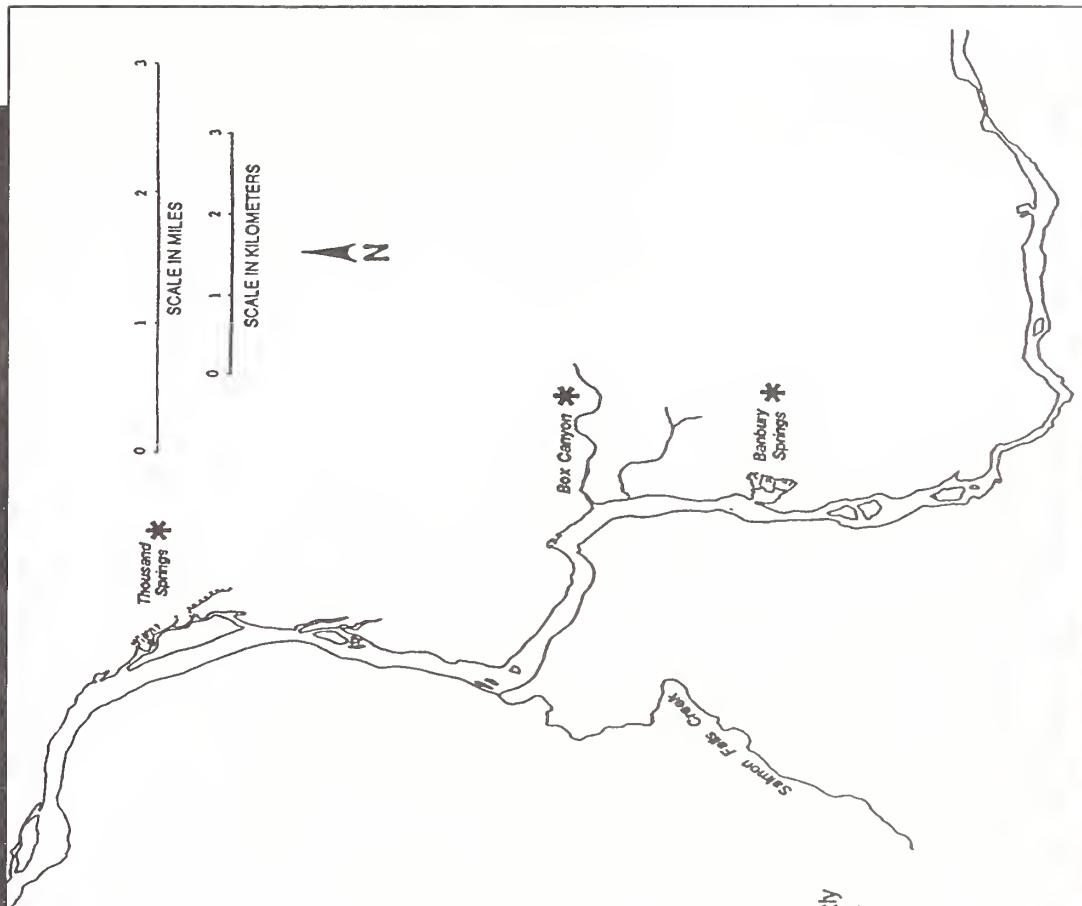 0 1 2 3
SCALE IN MILES
0 1 2 3
SCALE IN KILOMETERS
N
Thousand
Springs
Box Canyon
Banbury
Springs
Salmon Falls Creek